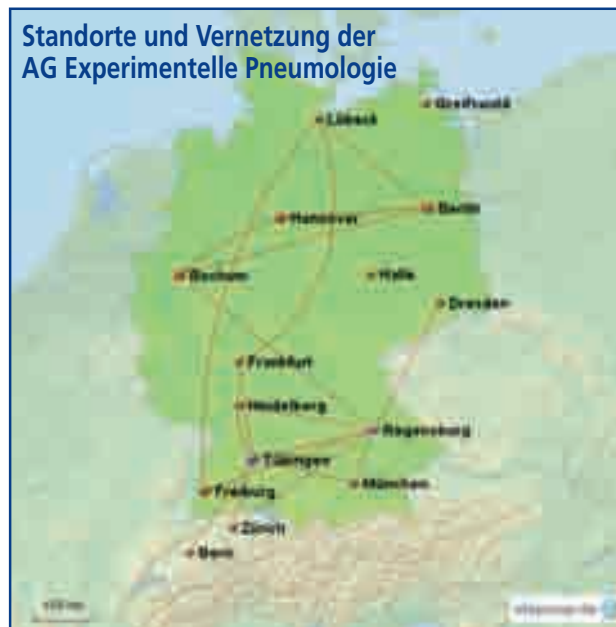 Standorte und Vernetzung der
AG Experimentelle Pneumologie
Greifswald
Lübeck
Berlin
Hannover
Bochum
Halle
Dresden
Frankfurt
Heidelberg
Regensburg
Tübingen
München
Freiburg
Zürich
Bern